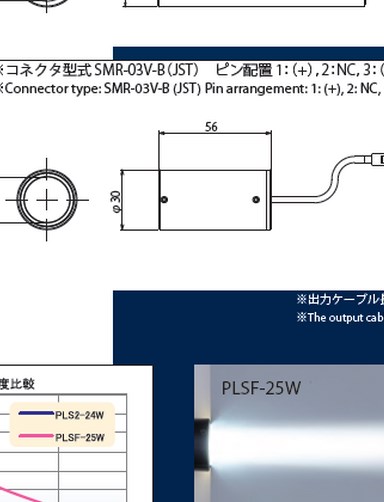 ※コネクタ型式 SMR-03V-B (JST) ピン配置 1: (+) , 2: NC, 3: (
※Connector type: SMR-03V-B (JST) Pin arrangement: 1: (+), 2: NC,
56
φ30
※出力ケーブル
※The output cab
度比較
PLS2-24W
PLSF-25W
PLSF-25W